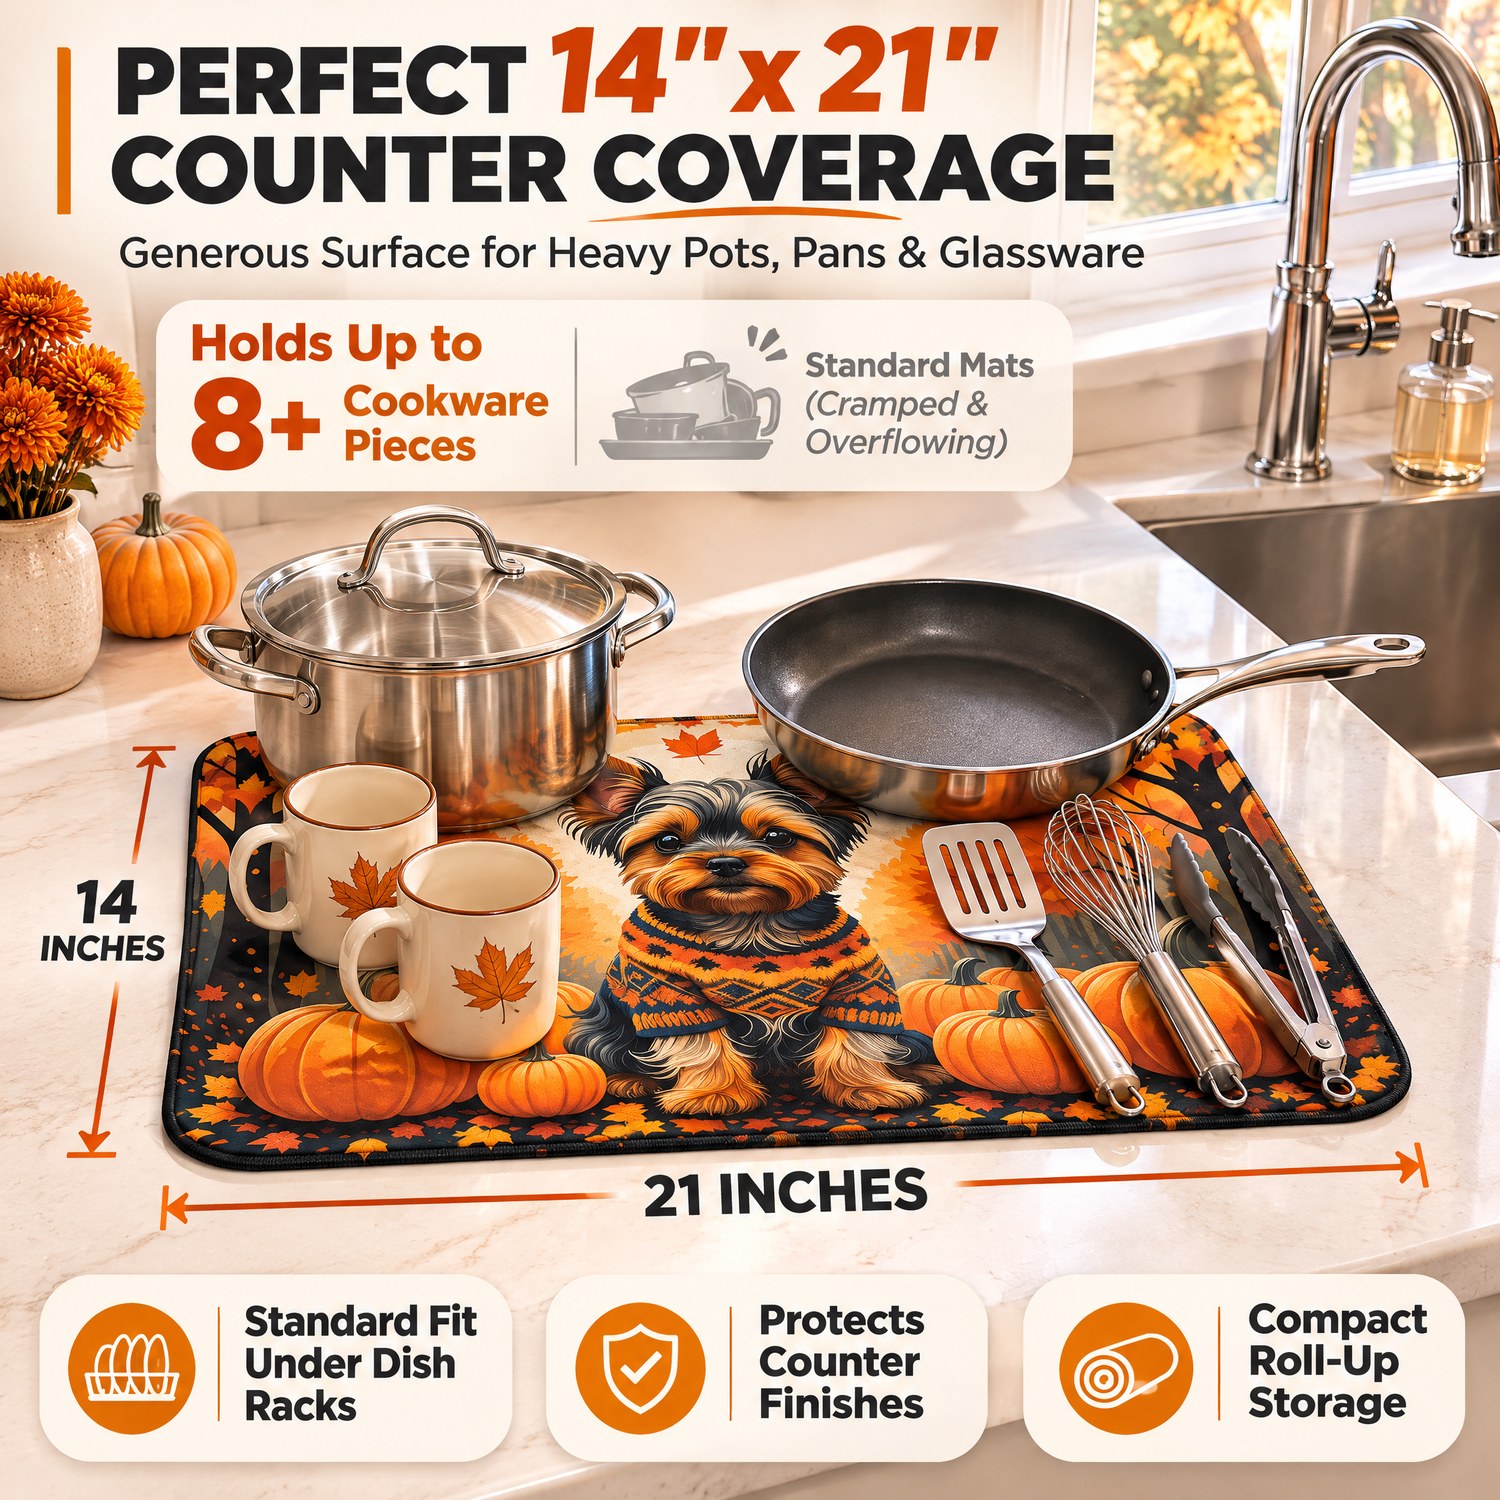 PERFECT 14" x 21"
COUNTER COVERAGE
Generous Surface for Heavy Pots, Pans & Glassware
Holds Up to
8+ Cookware
Pieces
Standard Mats
(Cramped &
Overflowing)
14
INCHES
21 INCHES
Standard Fit
Under Dish
Racks
Protects
Counter
Finishes
Compact
Roll-Up
Storage